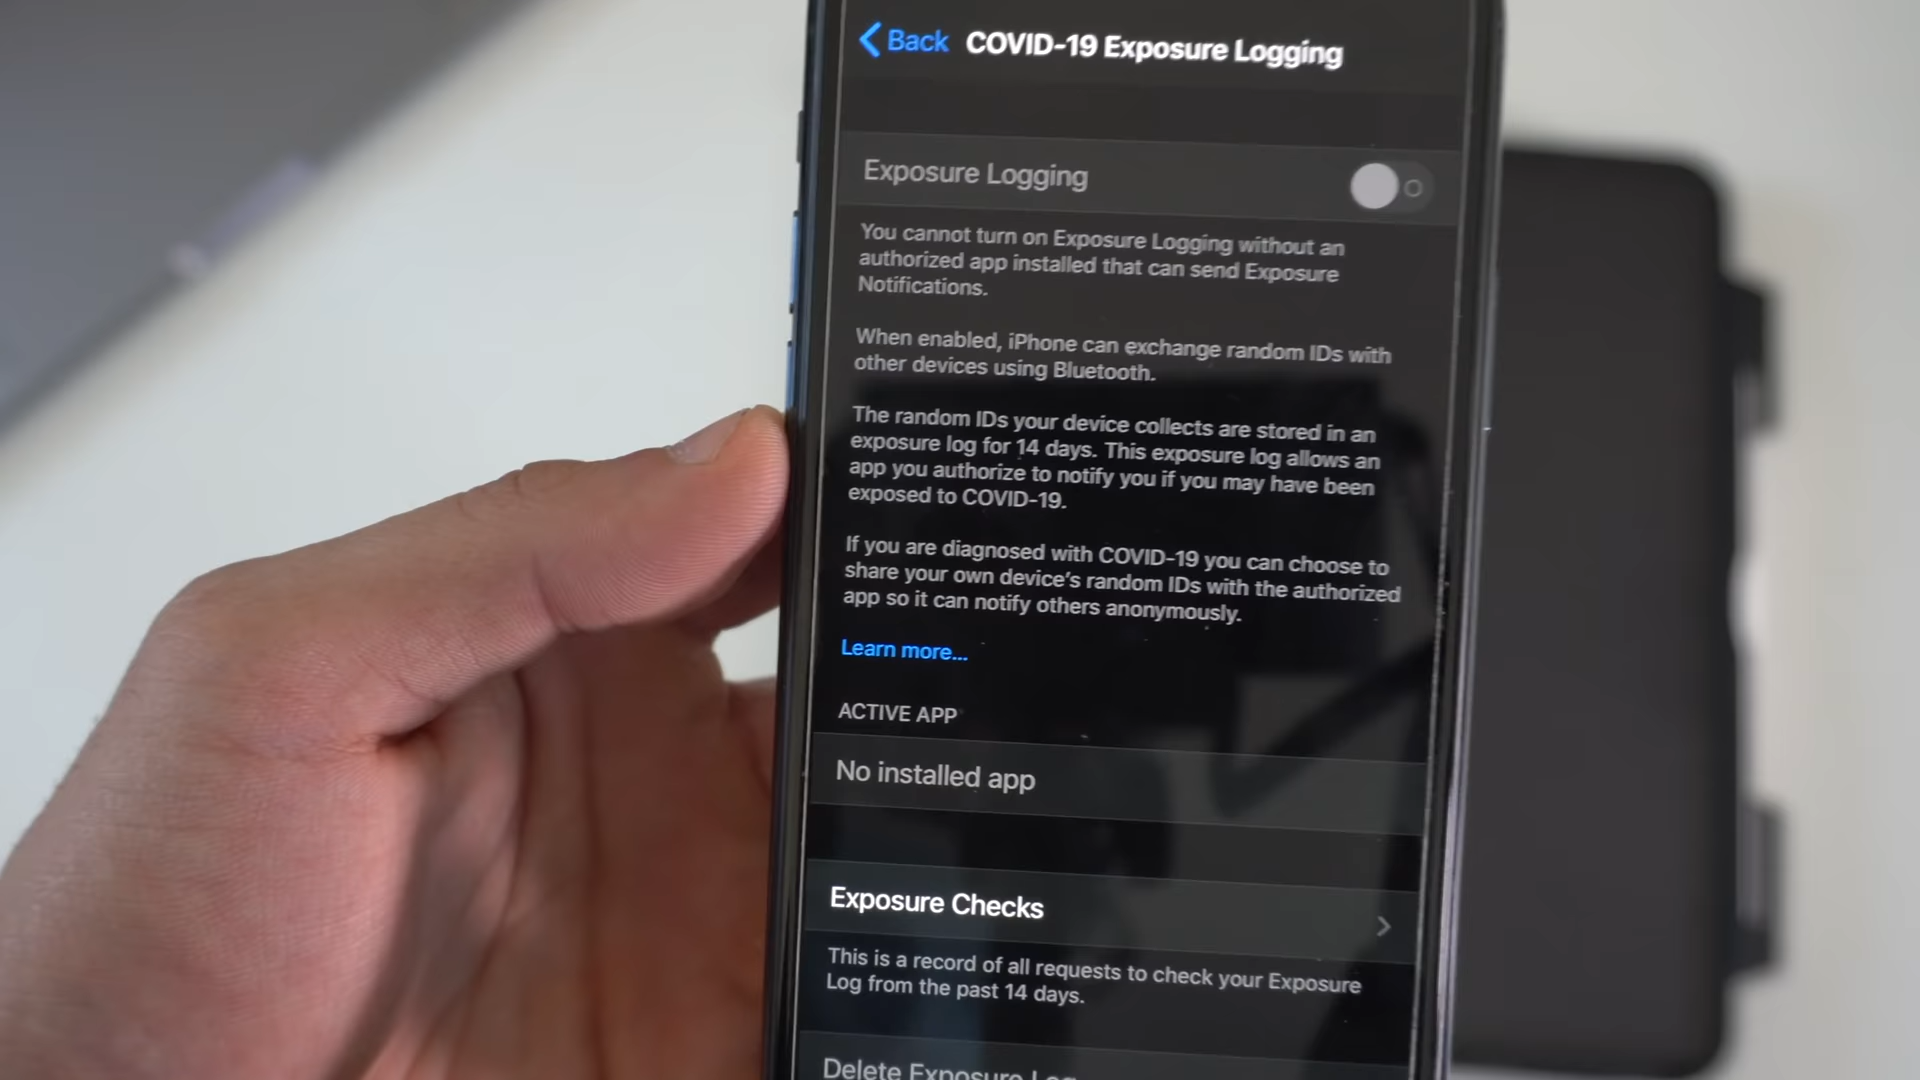 Back COVID-19 Exposure Logging
Exposure Logging
You cannot turn on Exposure Logging without an
authorized app installed that can send Exposure
Notifications.
When enabled, iPhone can exchange random IDs with
other devices using Bluetooth.
The random IDs your device collects are stored in an
exposure log for 14 days. This exposure log allows an
app you authorize to notify you if you may have been
exposed to COVID-19.
If you are diagnosed with COVID-19 you can choose to
share your own device's random IDs with the authorized
app so it can notify others anonymously.
Learn more...
ACTIVE APP
No installed app
Exposure Checks
This is a record of all requests to check your Exposure
Log from the past 14 days.
Delete Exposure Log